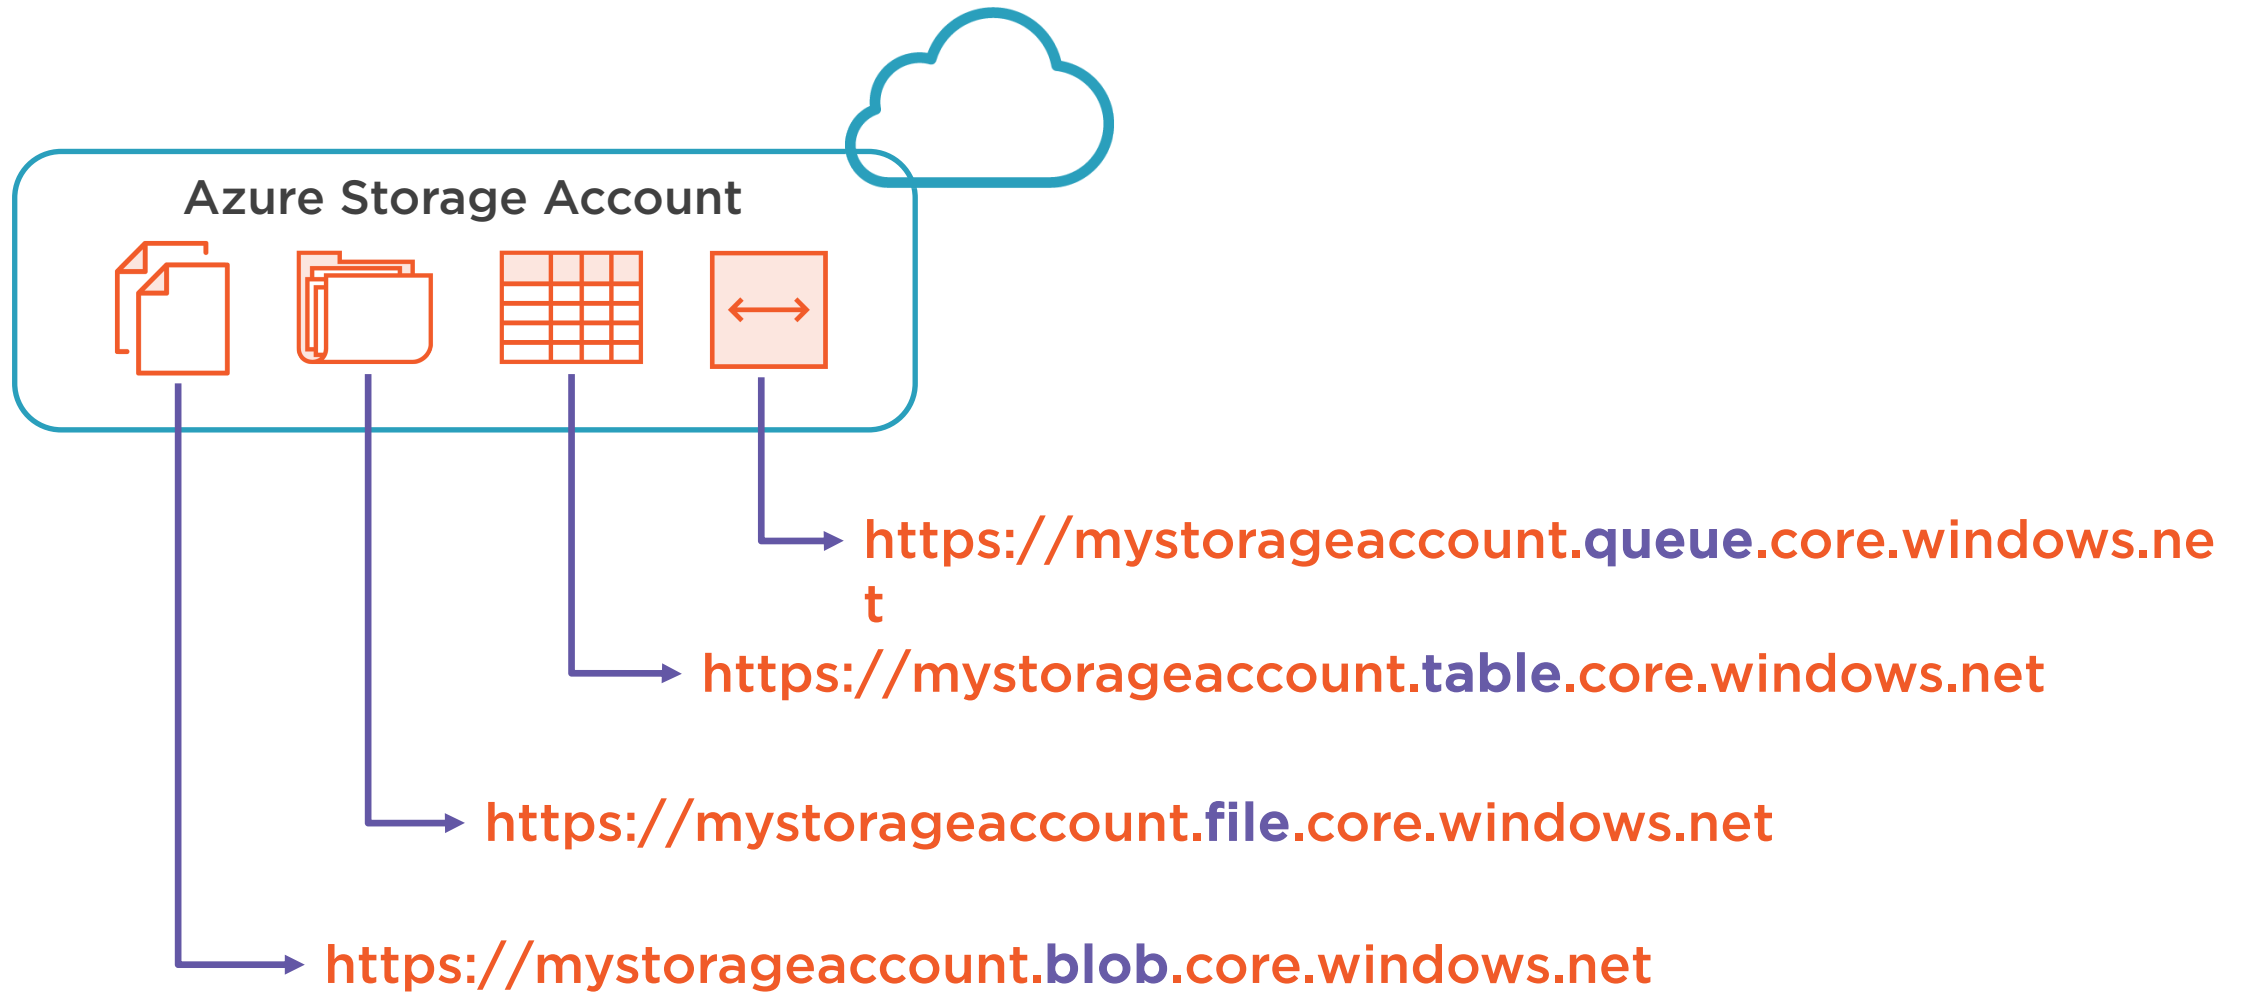 Azure Storage Account
https://mystorageaccount.queue.core.windows.ne
t
https://mystorageaccount.table.core.windows.net
https://mystorageaccount.file.core.windows.net
https://mystorageaccount.blob.core.windows.net